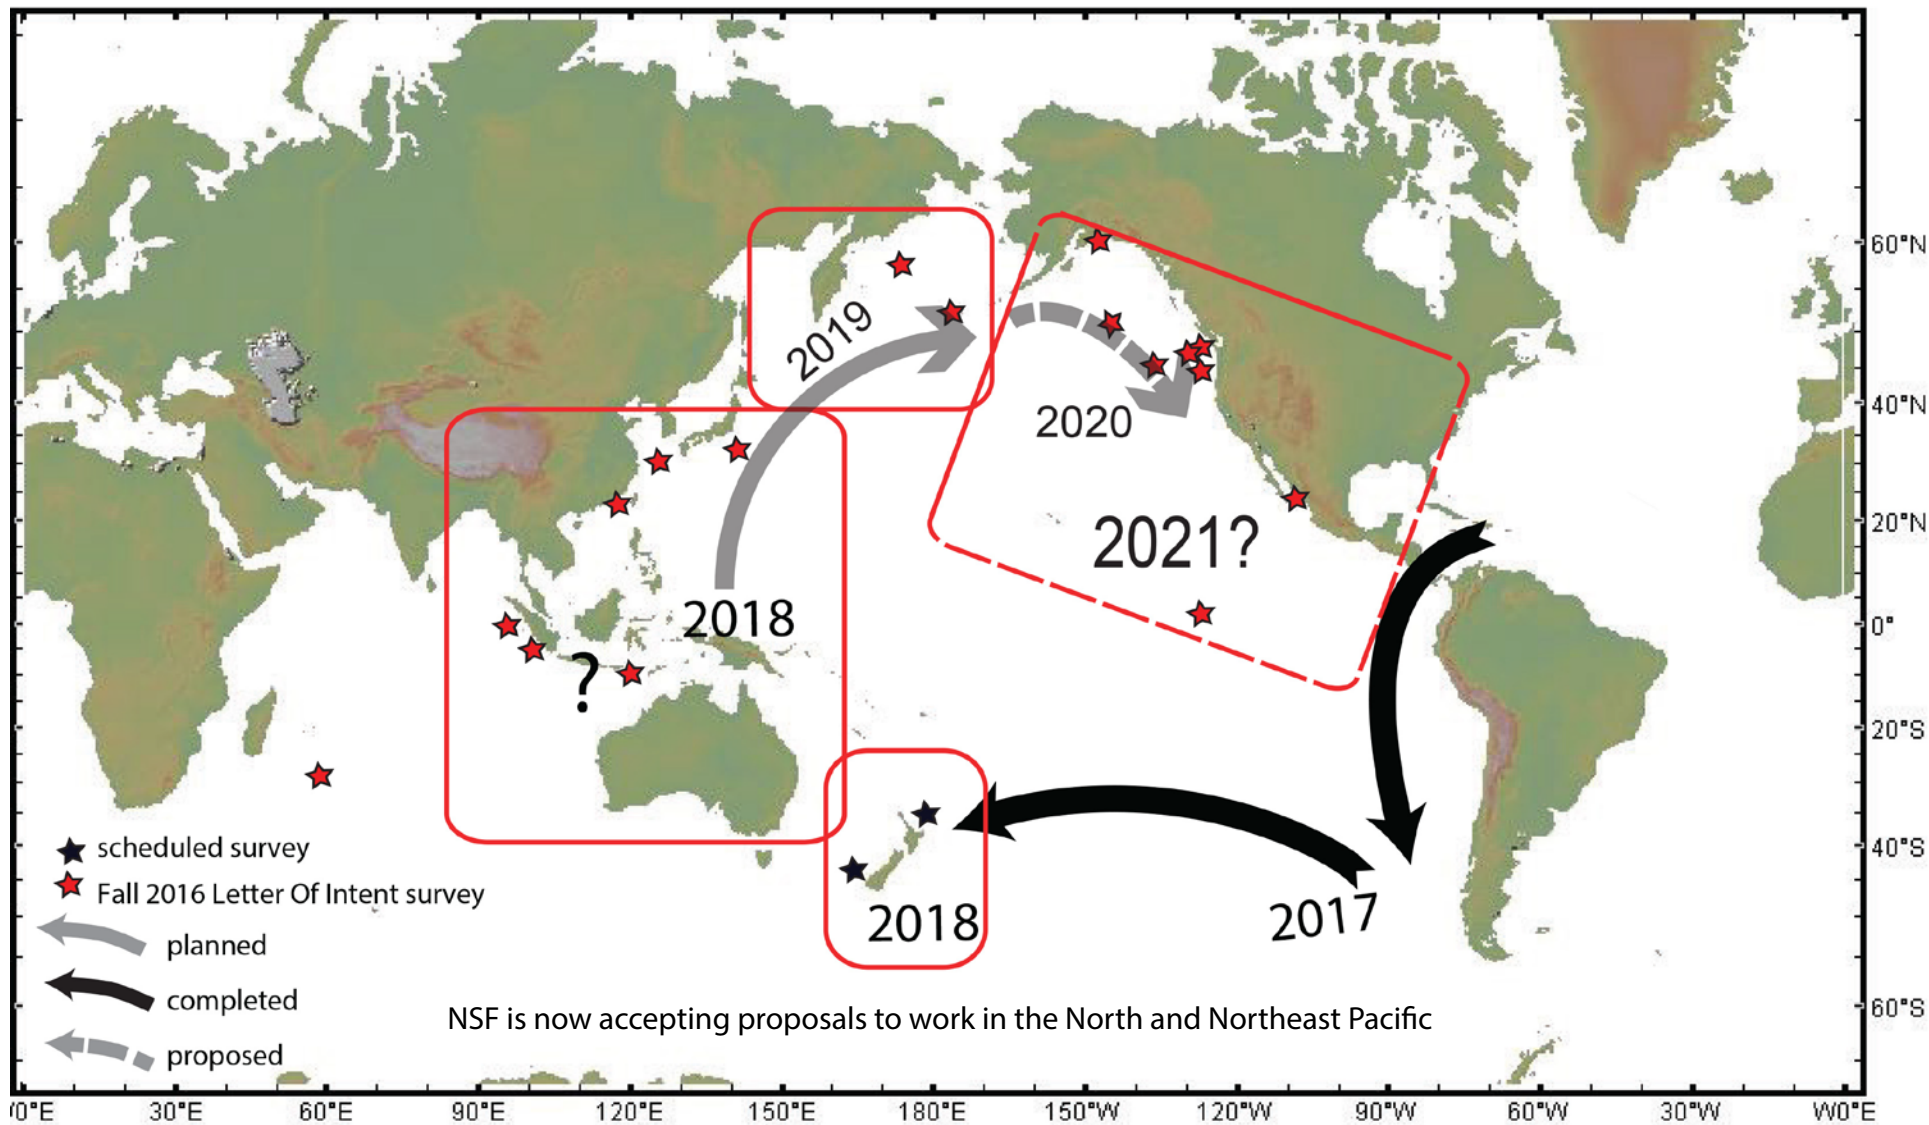 60°N
2019
2020
40°N
2021?
20°N
2018
0°
?
20°S
scheduled survey
40°S
Fall 2016 Letter Of Intent survey
2018
2017
planned
completed
60°S
NSF is now accepting proposals to work in the North and Northeast Pacific
proposed
0°E
30°E
60°E
90°E
120°E
150°E
180°W
150°W
120°W
90°W
60°W
30°W
W0°E